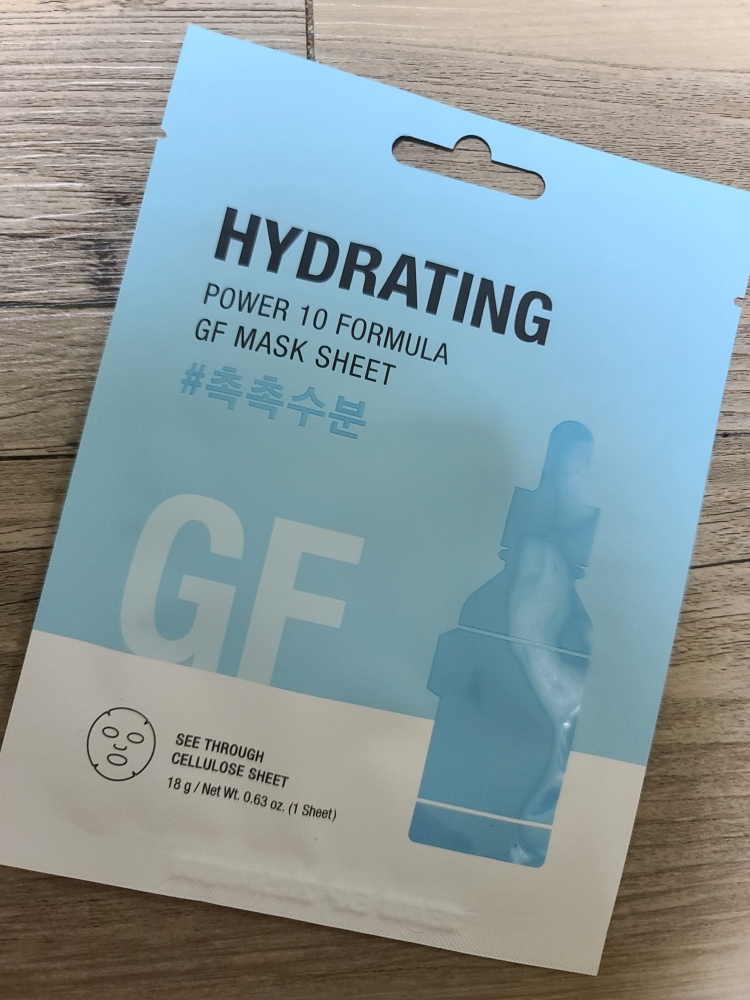 HYDRATING
POWER 10 FORMULA
GF MASK SHEET
#촉촉수분
GF
SEE THROUGH
CELLULOSE SHEET
18 g / Net Wt. 0.63 oz. (1 Sheet)